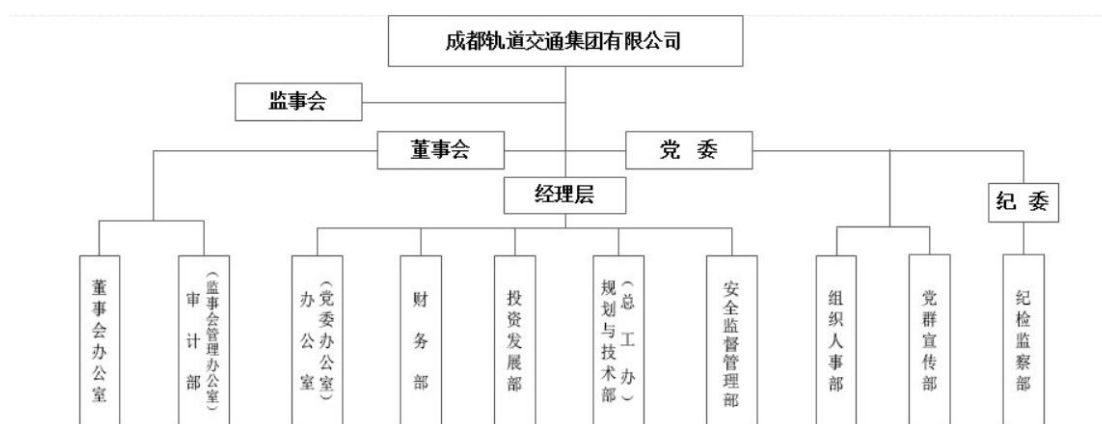 成都轨道交通集团有限公司
监事会
董事会
党 委
经理层
纪 委
董事会办公室
审计部
（监事会管理办公室）
办公室
（党委办公室）
财务部
投资发展部
规划与技术部
（总工办）
安全监督管理部
组织人事部
党群宣传部
纪检监察部